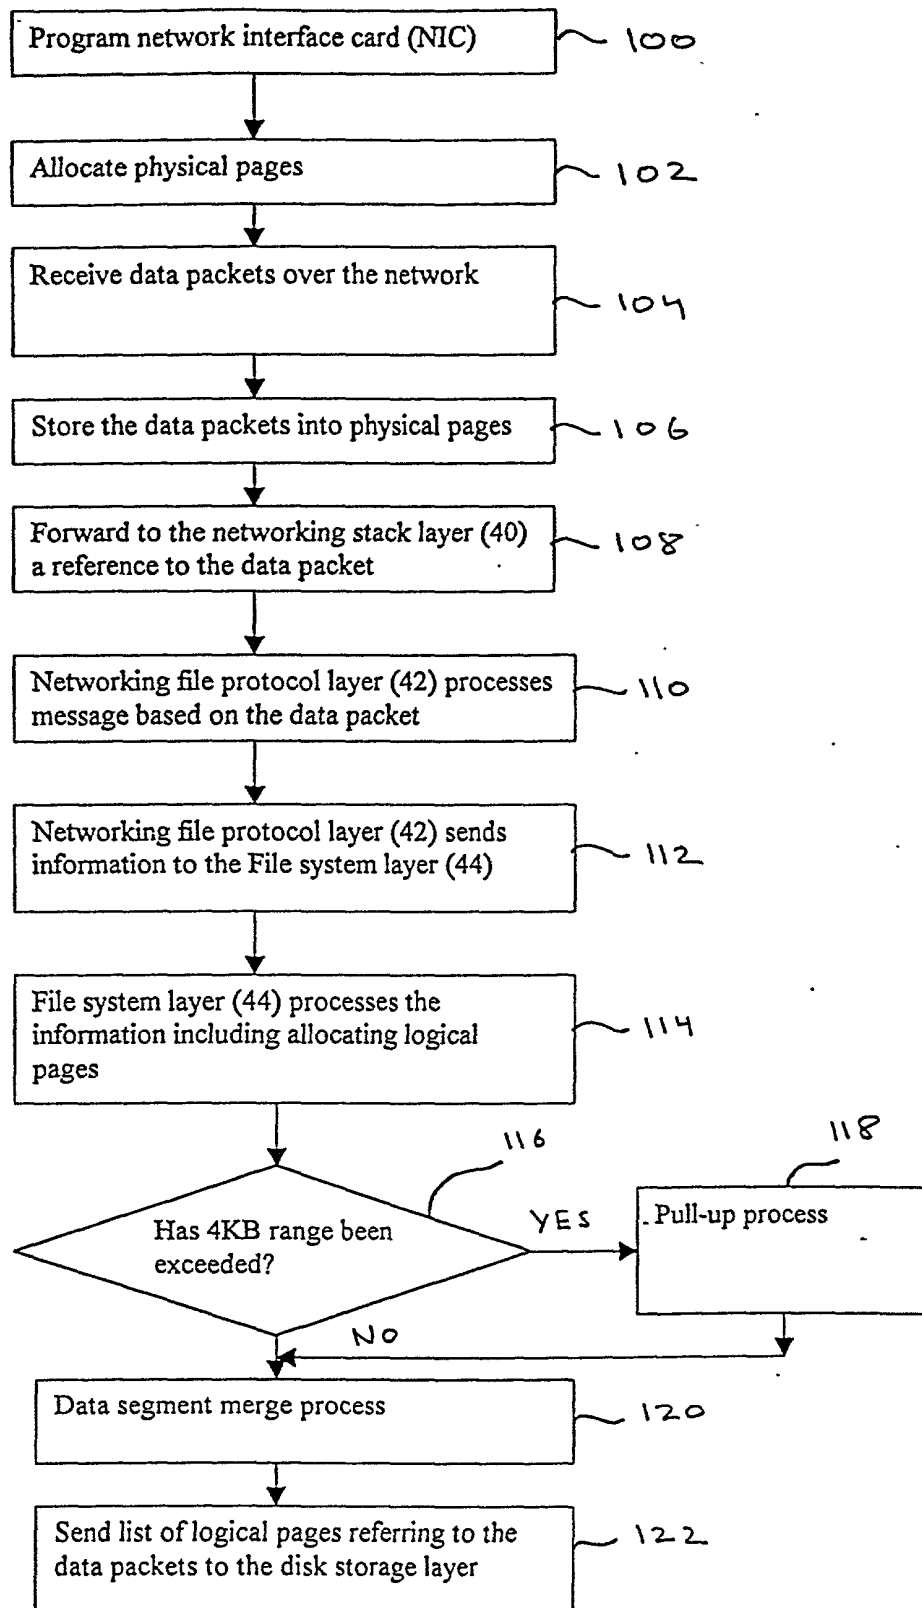 Program network interface card (NIC)
100
Allocate physical pages
102
Receive data packets over the network
104
Store the data packets into physical pages
106
Forward to the networking stack layer (40)
a reference to the data packet
108
Networking file protocol layer (42) processes
message based on the data packet
110
Networking file protocol layer (42) sends
information to the File system layer (44)
112
File system layer (44) processes the
information including allocating logical
pages
114
116
Has 4KB range been
exceeded?
YES
118
Pull-up process
NO
Data segment merge process
120
Send list of logical pages referring to the
data packets to the disk storage layer
122